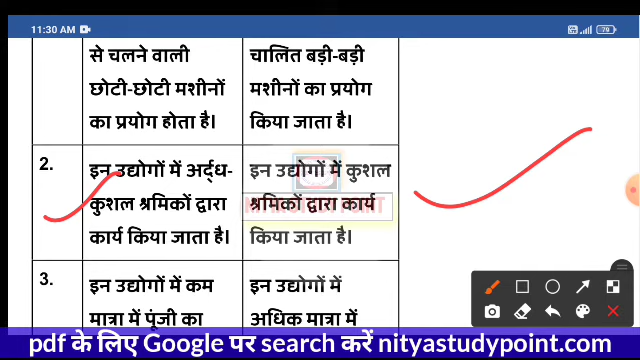 11:30 AM
79
से चलने वाली
छोटी-छोटी मशीनों
का प्रयोग होता है।
चालित बड़ी-बड़ी
मशीनों का प्रयोग
किया जाता है।
2.
इन उद्योगों में अर्द्ध-
कुशल श्रमिकों द्वारा
कार्य किया जाता है।
इन उद्योगों में कुशल
श्रमिकों द्वारा कार्य
किया जाता है।
3.
इन उद्योगों में कम
मात्रा में पूंजी का
इन उद्योगों में
अधिक मात्रा में
pdf के लिए Google पर search करें nityastudypoint.com